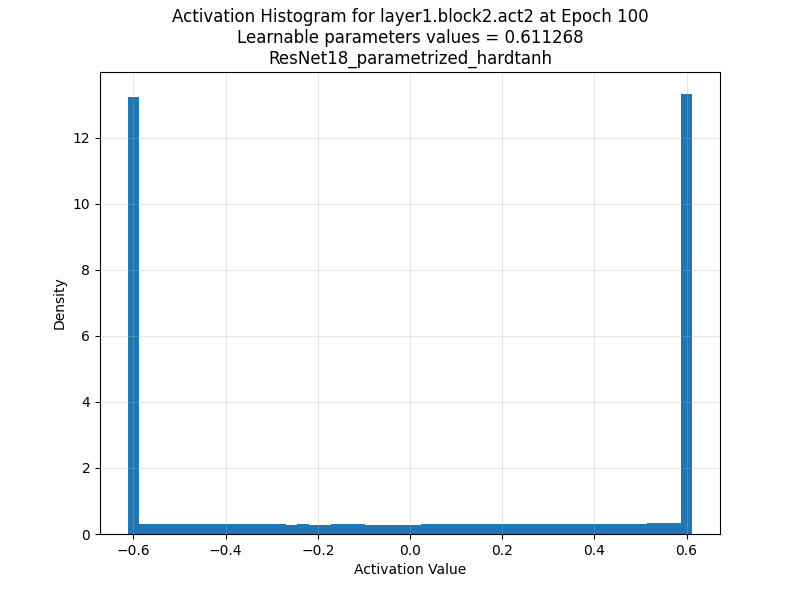 Activation Histogram for layer1.block2.act2 at Epoch 100
Learnable parameters values = 0.611268
ResNet18_parametrized_hardtanh
12
10
8
6
4
2
0
Density
−0.6
−0.4
−0.2
0.0
0.2
0.4
0.6
Activation Value